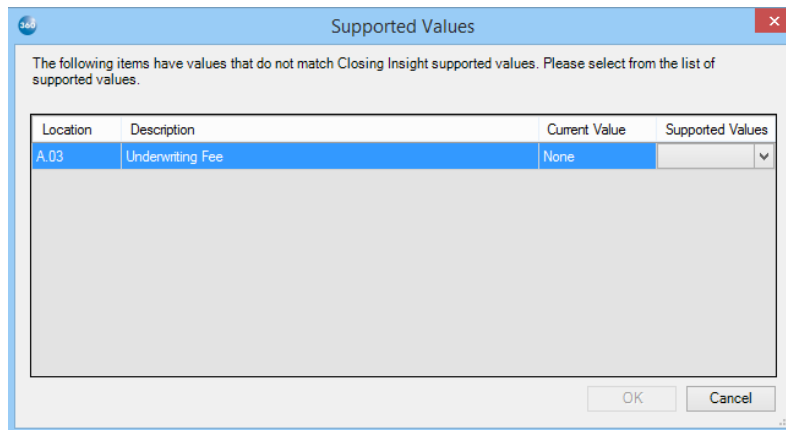 360
Supported Values
The following items have values that do not match Closing Insight supported values. Please select from the list of
supported values.
Location Description Current Value Supported Values
A.03 Underwriting Fee None
OK Cancel